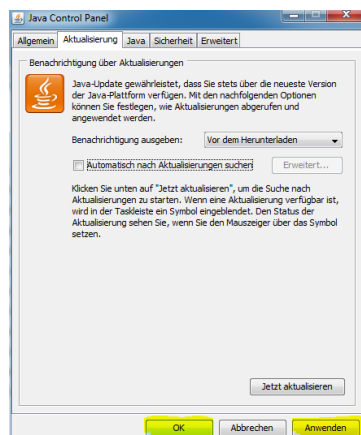 Java Control Panel
Allgemein Aktualisierung Java Sicherheit Erweitert
Benachrichtigung über Aktualisierungen
Java-Update gewährleistet, dass Sie stets über die neueste Version
der Java-Plattform verfügen. Mit den nachfolgenden Optionen
können Sie festlegen, wie Aktualisierungen abgerufen und
angewendet werden.
Benachrichtigung ausgeben: Vor dem Herunterladen
Automatisch nach Aktualisierungen suchen Erweitert...
Klicken Sie unten auf "Jetzt aktualisieren", um die Suche nach
Aktualisierungen zu starten. Wenn eine Aktualisierung verfügbar ist,
wird in der Taskleiste ein Symbol eingeblendet. Den Status der
Aktualisierung sehen Sie, wenn Sie den Mauszeiger über das Symbol
setzen.
Jetzt aktualisieren
OK Abbrechen Anwenden